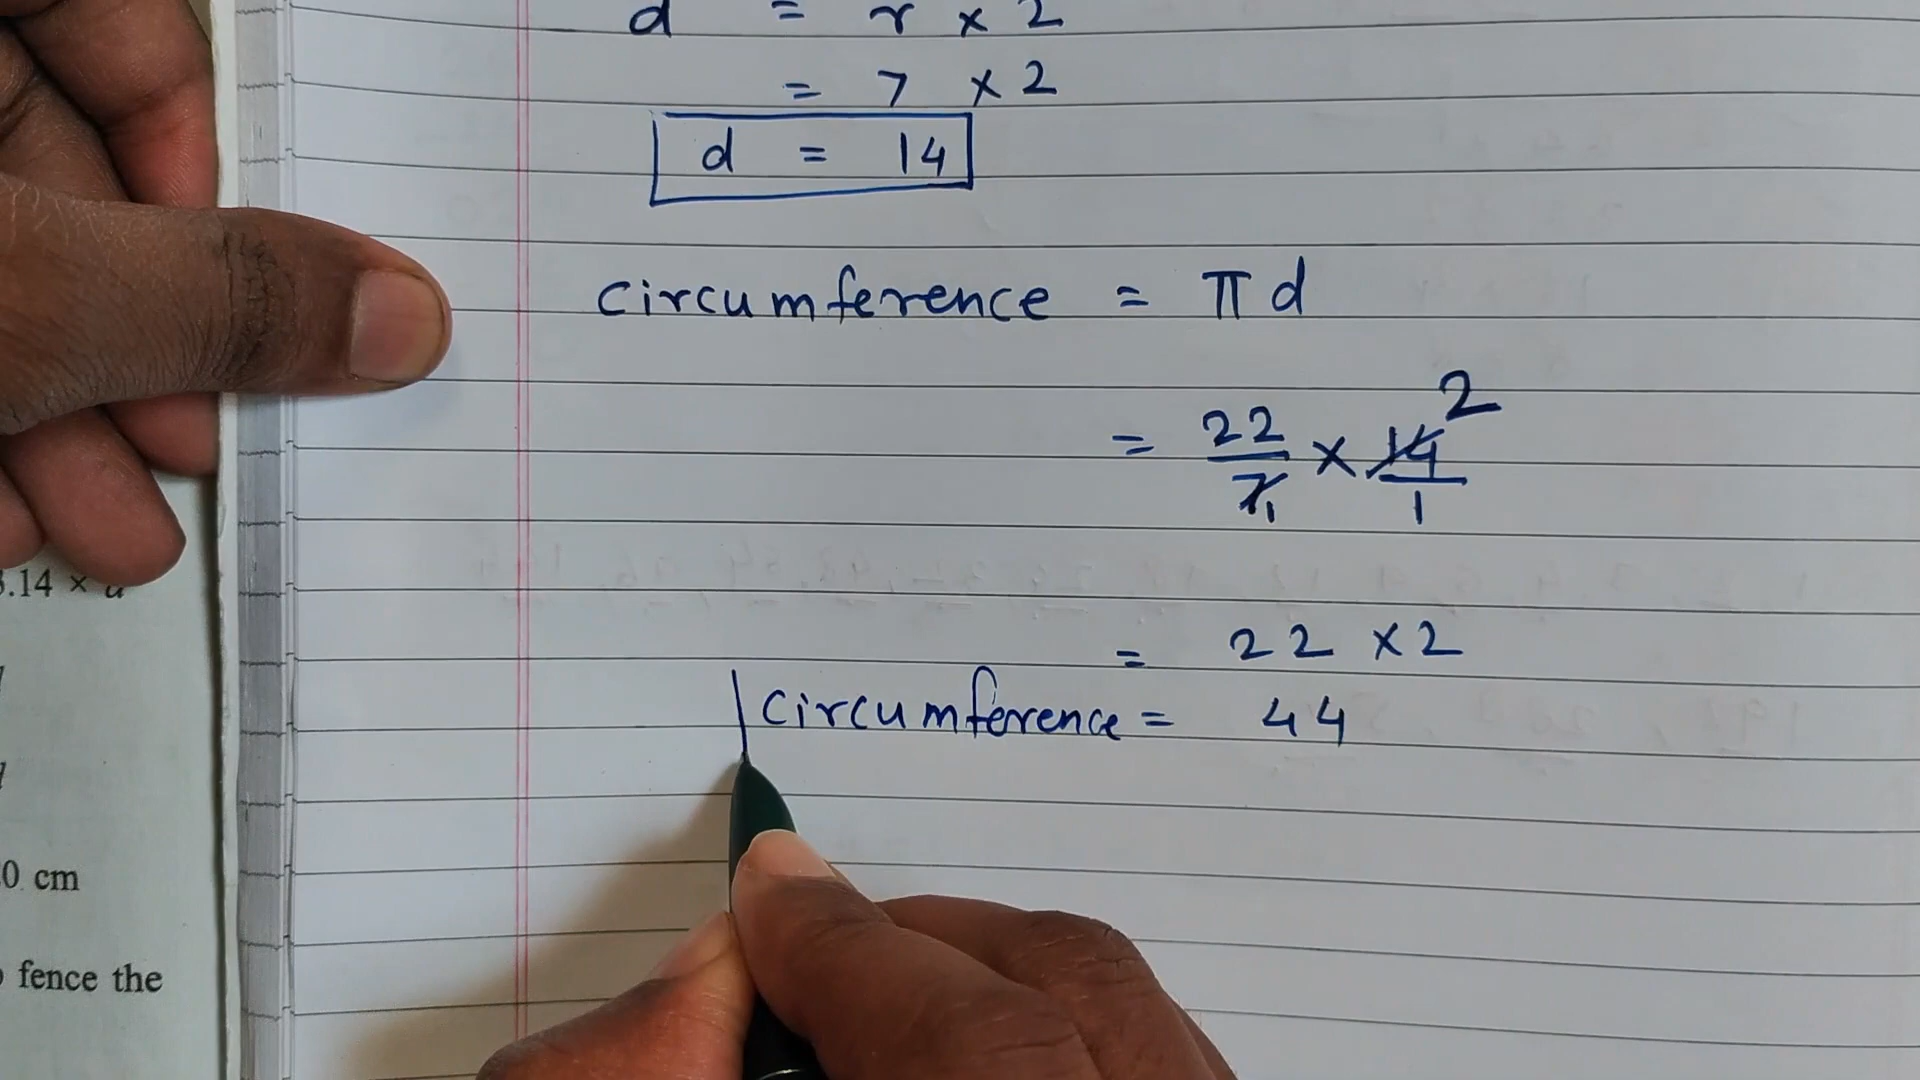 d = r × 2
= 7 × 2
d = 14
circumference = π d
= 22/7 1 × 14/1 2
= 22 × 2
circumference = 44
.14 ×
0 cm
fence the